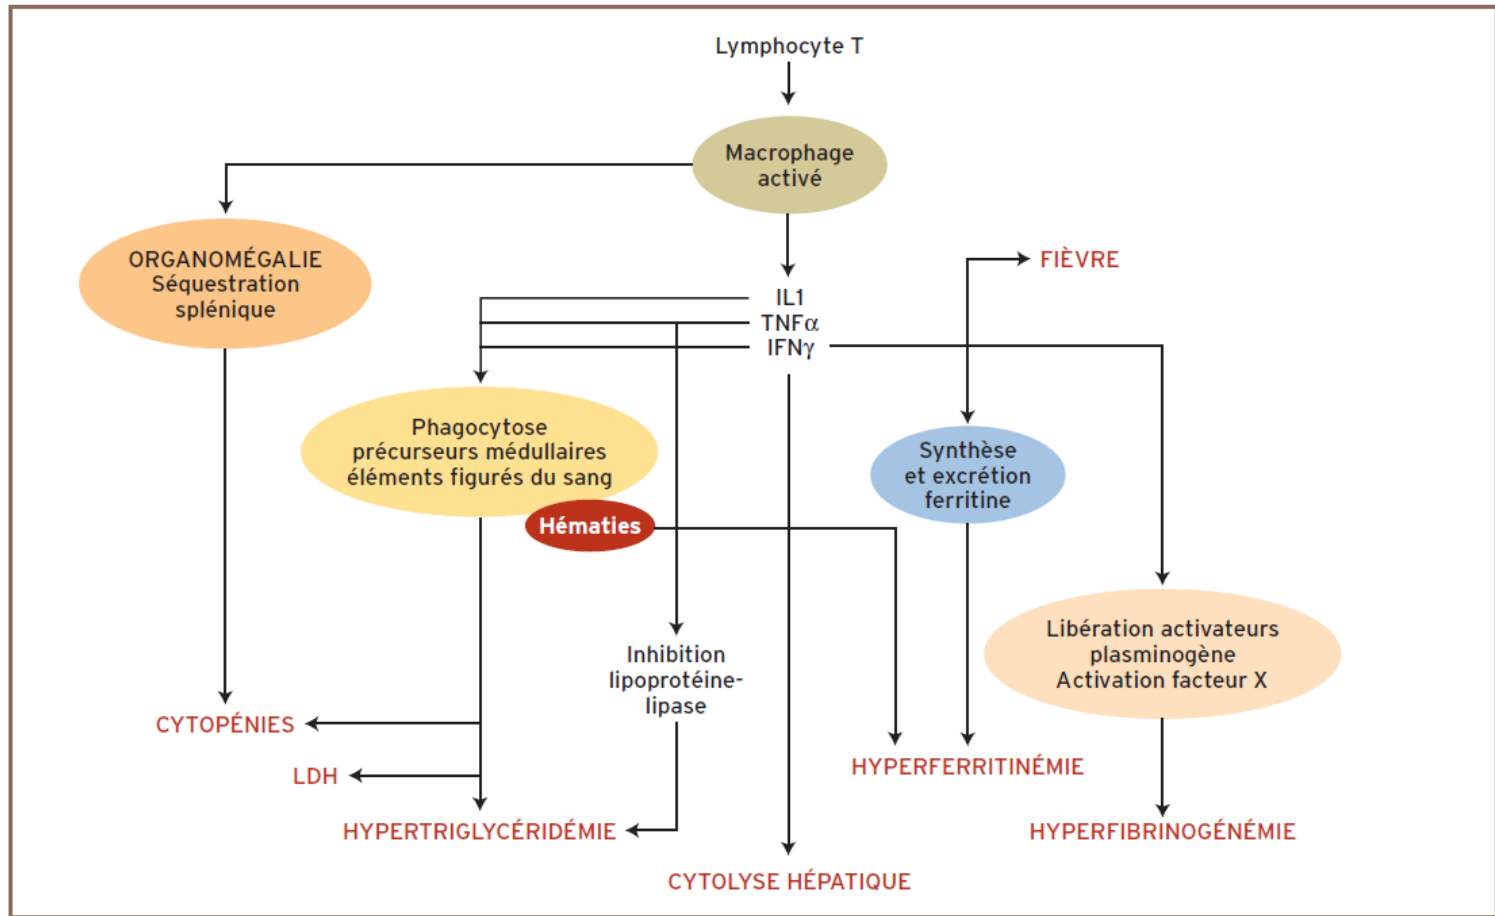 Lymphocyte T
Macrophage
activé
ORGANOMÉGALIE
Séquestration
splénique
FIÈVRE
IL1
TNFα
IFNγ
Phagocytose
précurseurs médullaires
éléments figurés du sang
Hématies
Synthèse
et excrétion
ferritine
Libération activateurs
plasminogène
Activation facteur X
Inhibition
lipoprotéine-
lipase
CYTOPÉNIES
LDH
HYPERTRIGLYCÉRIDÉMIE
HYPERFERRITINÉMIE
HYPERFIBRINOGÉNÉMIE
CYTOLYSE HÉPATIQUE